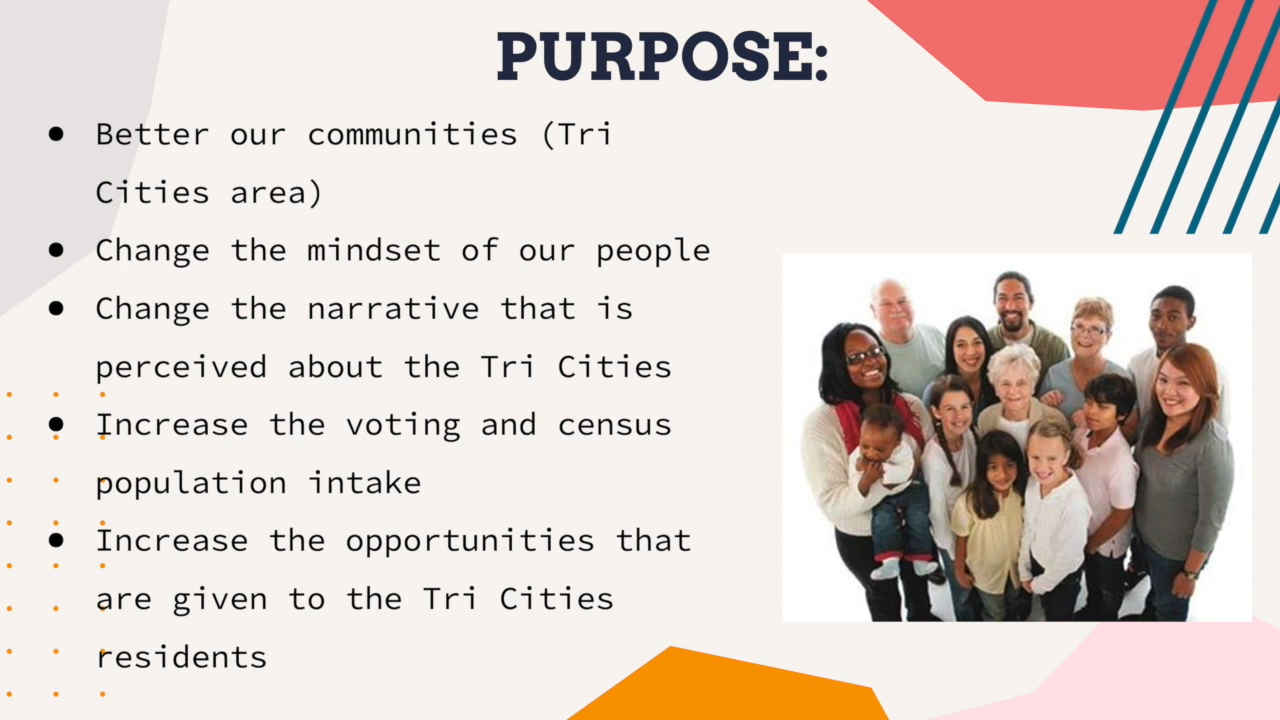 PURPOSE:
● Better our communities (Tri
Cities area)
● Change the mindset of our people
● Change the narrative that is
perceived about the Tri Cities
● Increase the voting and census
population intake
● Increase the opportunities that
are given to the Tri Cities
residents